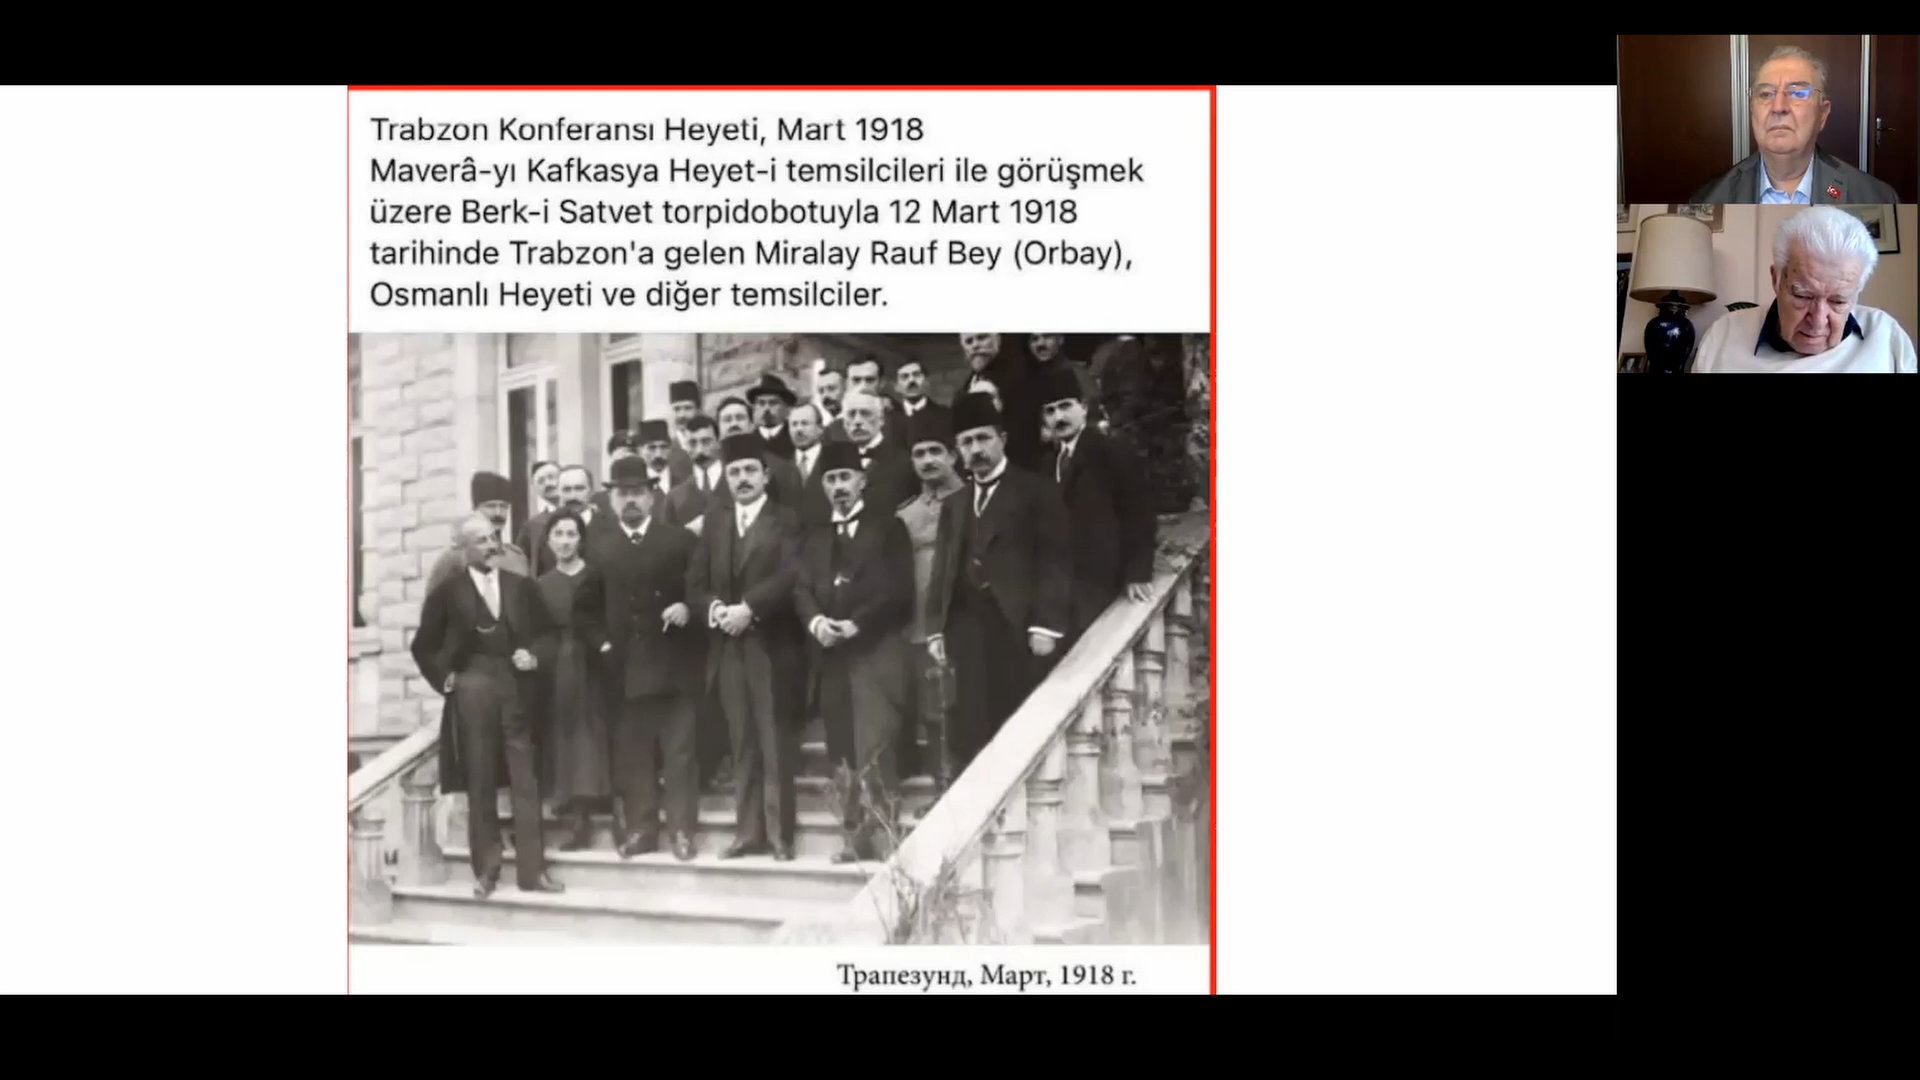 Trabzon Konferansı Heyeti, Mart 1918
Maverâ-yı Kafkasya Heyet-i temsilcileri ile görüşmek
üzere Berk-i Satvet torpidobotuyla 12 Mart 1918
tarihinde Trabzon'a gelen Miralay Rauf Bey (Orbay),
Osmanlı Heyeti ve diğer temsilciler.
Трапезунд, Март, 1918 г.